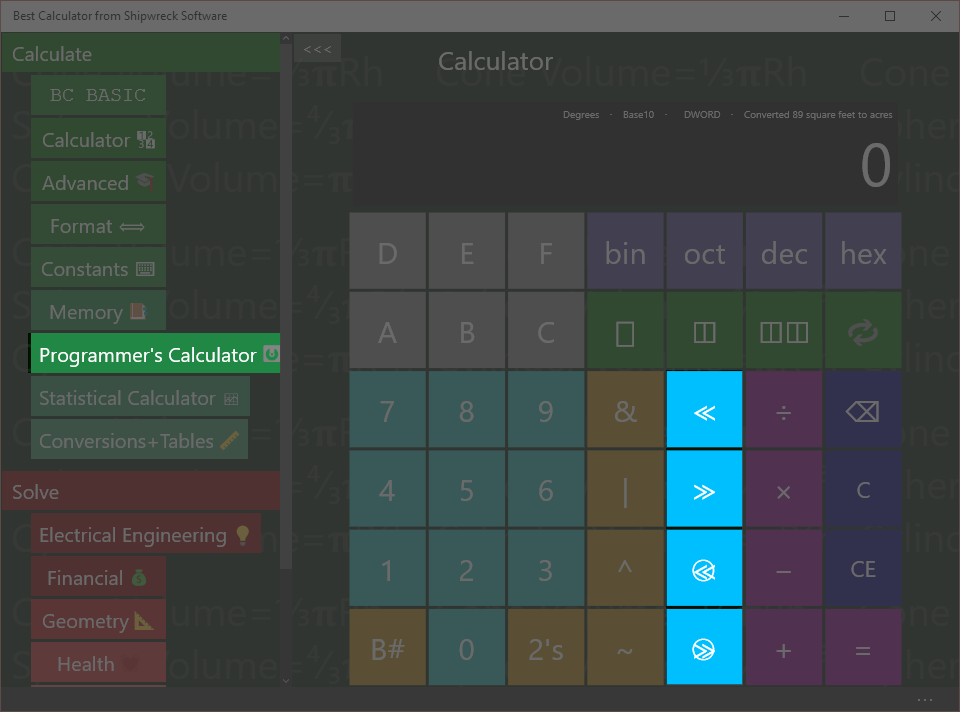 Best Calculator from Shipwreck Software
Calculate
<<<
Calculator
BC BASIC
Calculator
Advanced
Format
Constants
Memory
Programmer's Calculator
Statistical Calculator
Conversions+Tables
Solve
Electrical Engineering
Financial
Geometry
Health
Degrees · Base10 · DWORD · Converted 89 square feet to acres
0
D E F bin oct dec hex
A B C
7 8 9 & ≪ ÷ ⌫
4 5 6 | ≫ × C
1 2 3 ^ ≪ − CE
B# 0 2's ~ ≫ + =
...